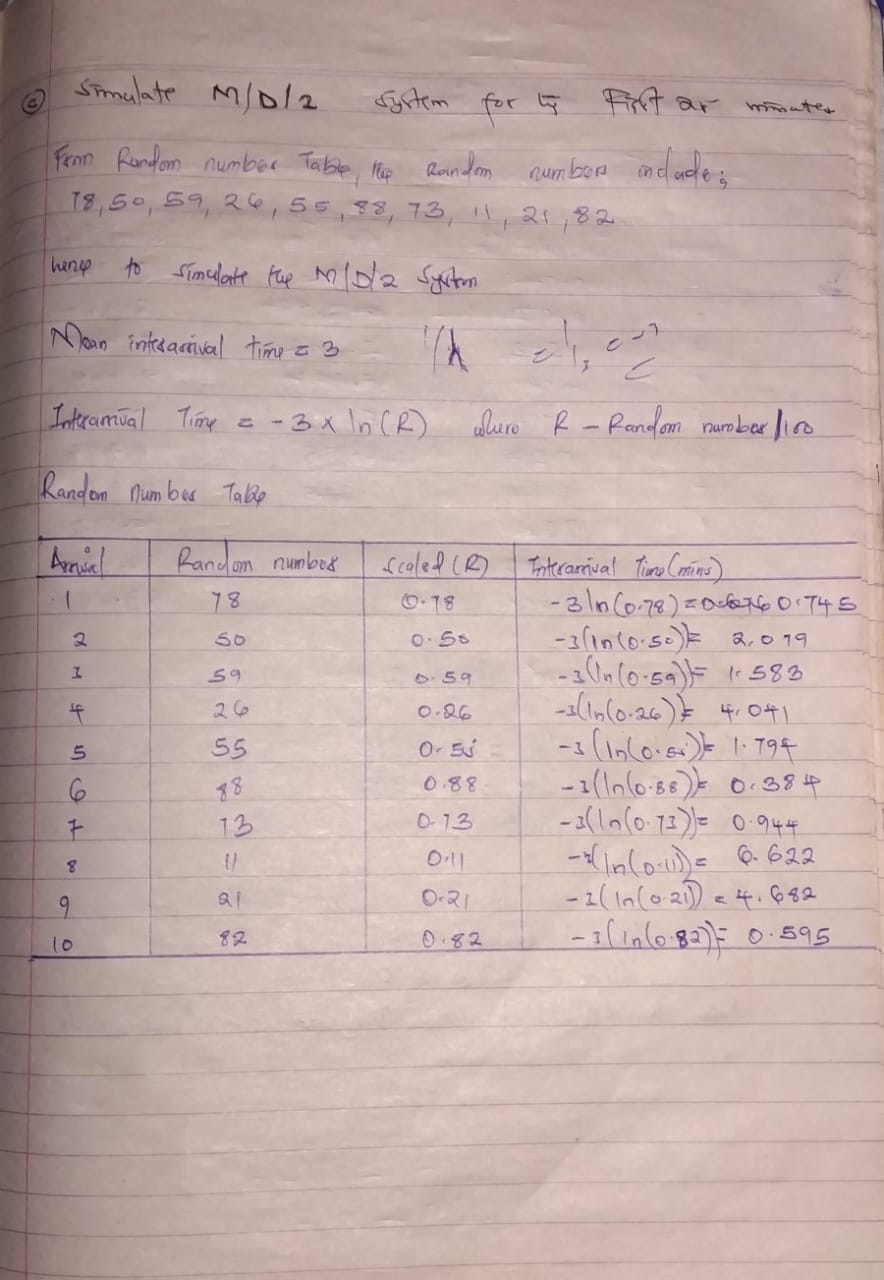 (c) Simulate M/D/2 system for First minutes
From Random number Table, the Random numbers include;
78, 50, 59, 26, 55, 88, 73, 11, 21, 82
hence to simulate the M/D/2 System
Mean interarrival time = 3 1/λ = 1/3
Interarrival Time = -3 x ln(R) where R - Random number/100
Random number Table
Arrival Random number Scaled (R) Interarrival Time (mins)
1 78 0.78 -3ln(0.78) = 0.745
2 50 0.50 -3(ln(0.50)) = 2.079
3 59 0.59 -3(ln(0.59)) = 1.583
4 26 0.26 -3(ln(0.26)) = 4.041
5 55 0.55 -3(ln(0.55)) = 1.794
6 88 0.88 -3(ln(0.88)) = 0.384
7 73 0.73 -3(ln(0.73)) = 0.944
8 11 0.11 -3(ln(0.11)) = 6.622
9 21 0.21 -3(ln(0.21)) = 4.682
10 82 0.82 -3(ln(0.82)) = 0.595